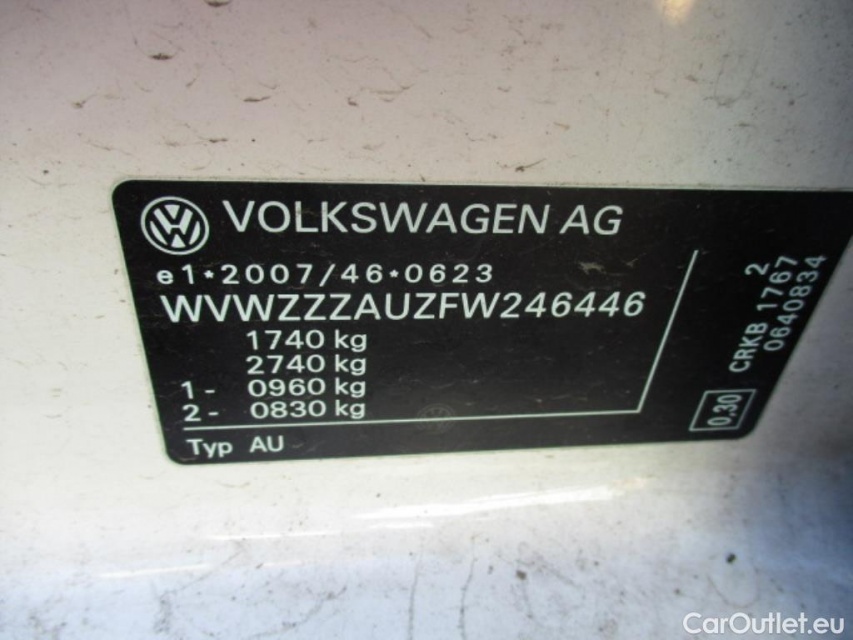 VOLKSWAGEN AG
e1*2007/46*0623
WVWZZZAUZFW246446
1740 kg
2740 kg
1- 0960 kg
2- 0830 kg
Typ AU
2
CRKB 1767
0640834
0.30
CarOutlet.eu